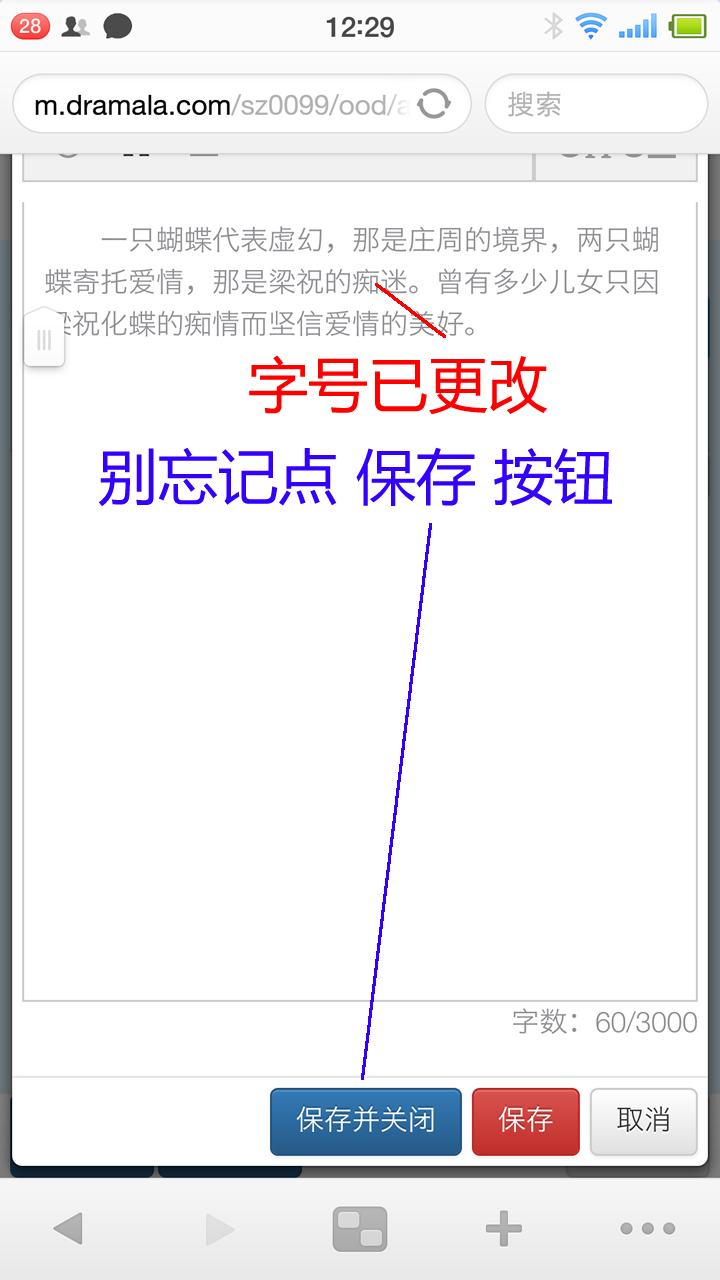 28
12:29
m.dramala.com/sz0099/ood/a
搜索
一只蝴蝶代表虚幻，那是庄周的境界，两只蝴
蝶寄托爱情，那是梁祝的痴迷。曾有多少儿女只因
梁祝化蝶的痴情而坚信爱情的美好。
字号已更改
别忘记点 保存 按钮
字数：60/3000
保存并关闭
保存
取消